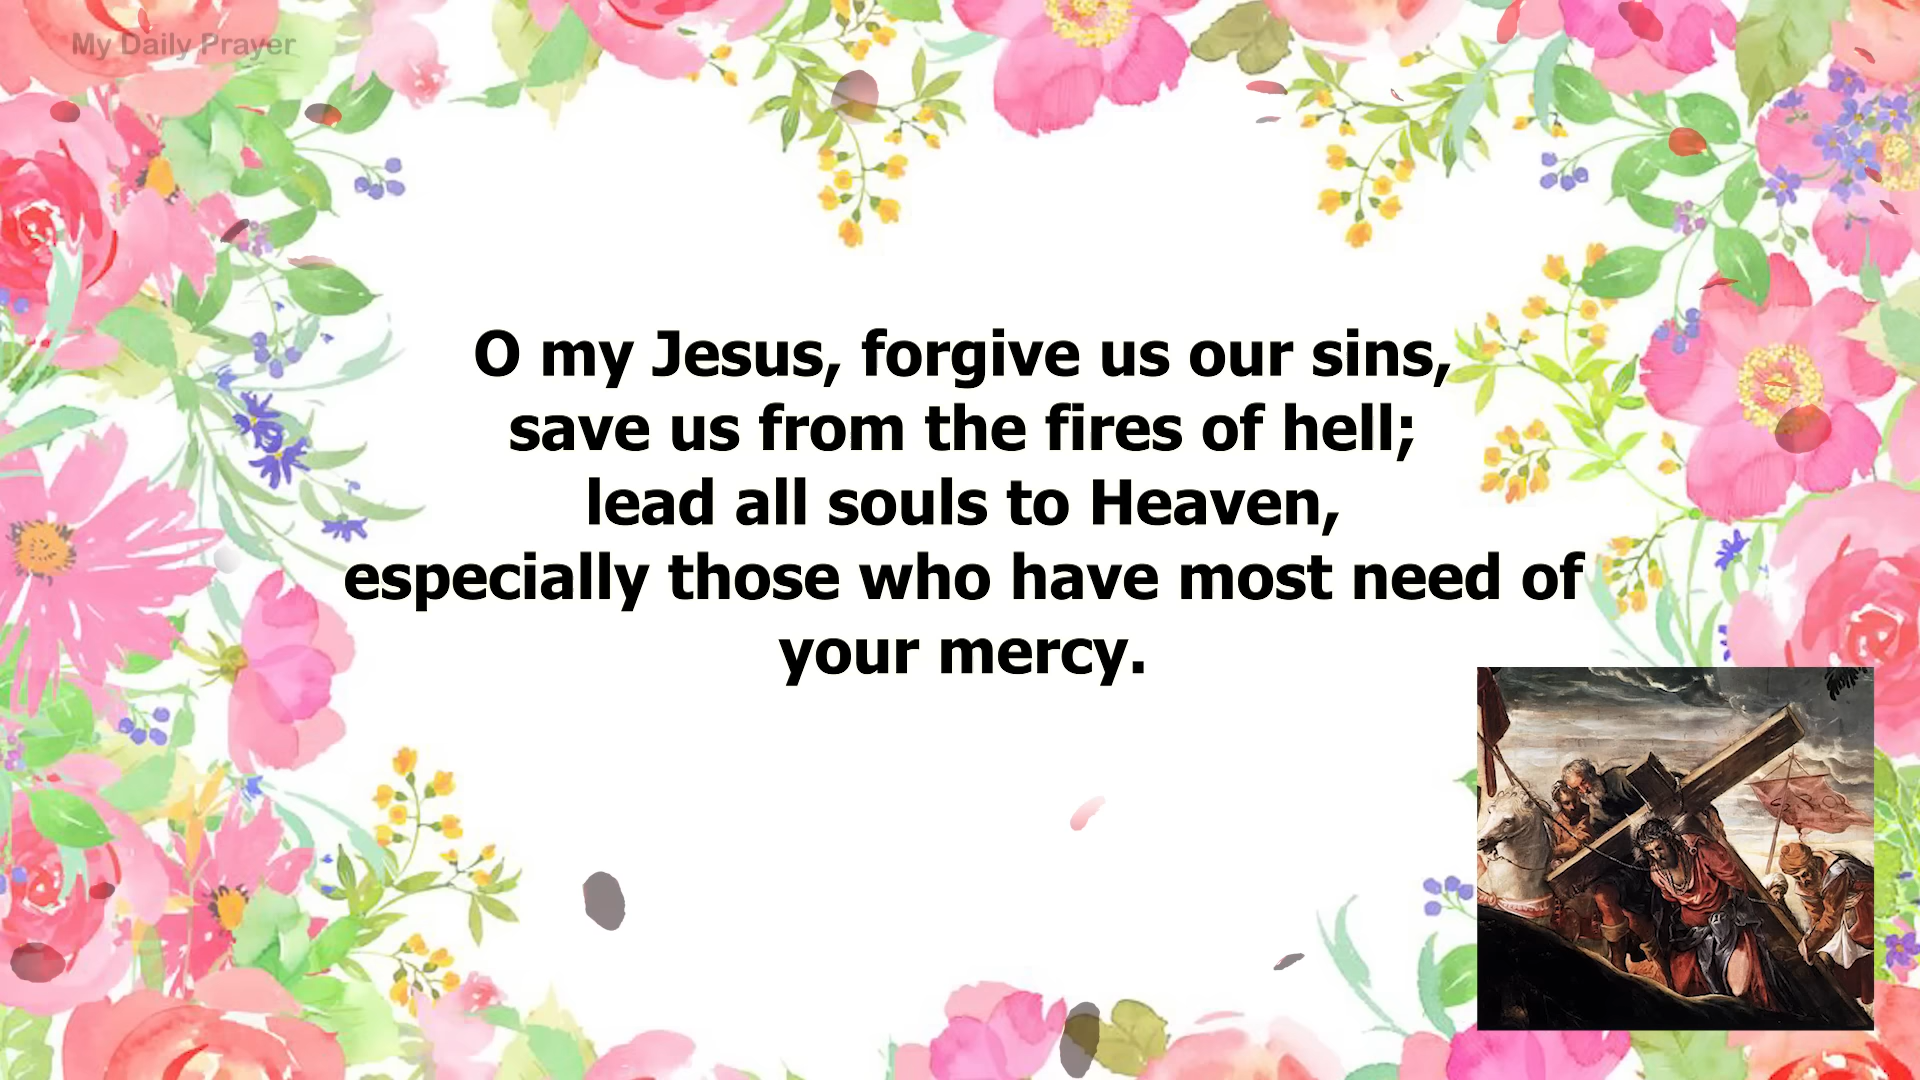 My Daily Prayer
O my Jesus, forgive us our sins,
save us from the fires of hell;
lead all souls to Heaven,
especially those who have most need of
your mercy.